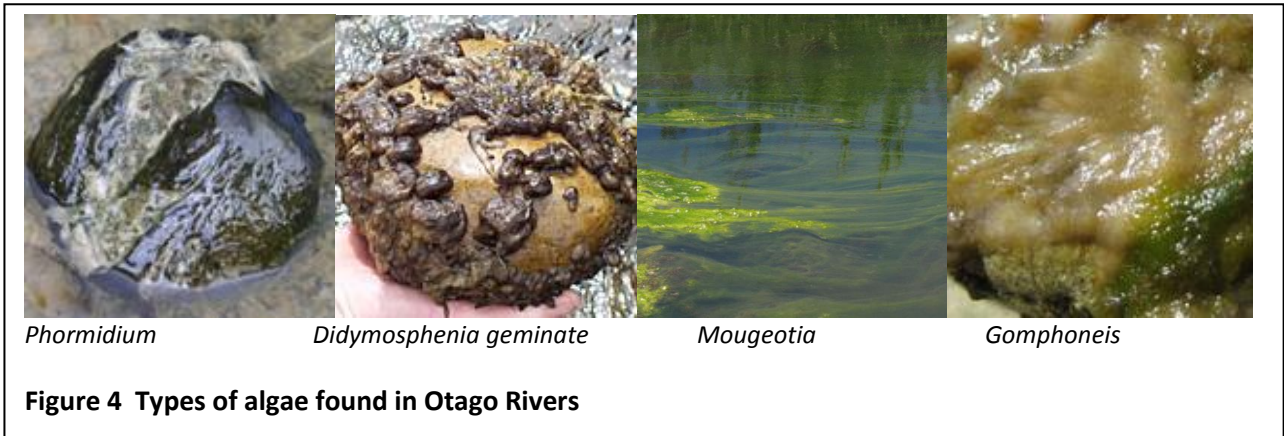 Phormidium Didymosphenia geminate Mougeotia Gomphoneis
Figure 4 Types of algae found in Otago Rivers